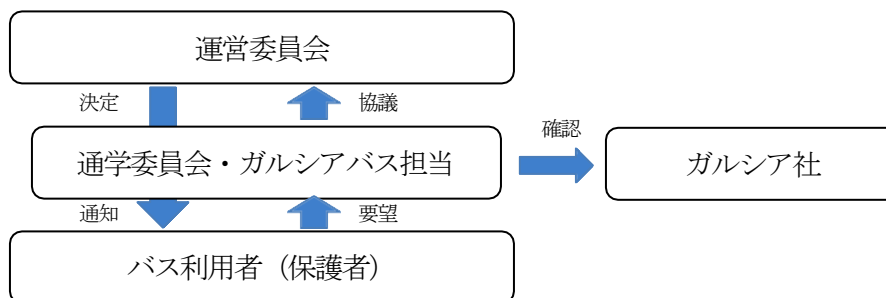 運営委員会
決定
協議
通学委員会・ガルシアバス担当
確認
ガルシア社
通知
要望
バス利用者（保護者）